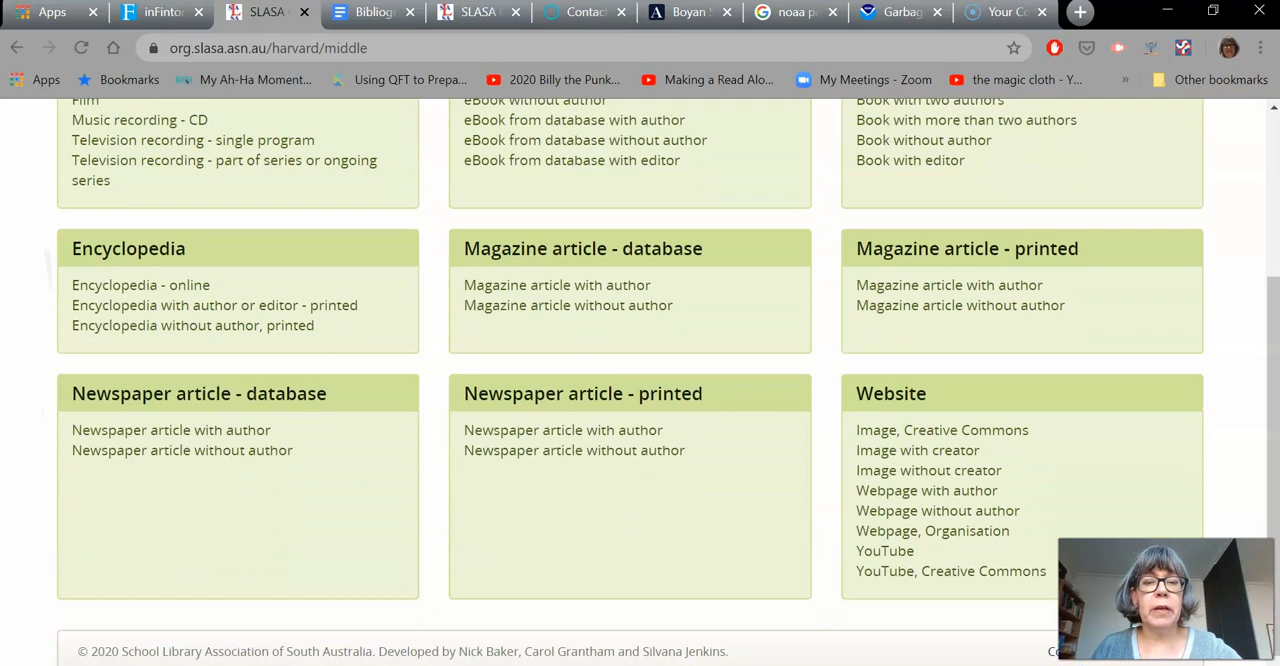 Apps
inFinto
SLASA
Bibliog
SLASA
Contac
Boyan
noaa p
Garbag
Your Co
org.slasa.asn.au/harvard/middle
Apps
Bookmarks
My Ah-Ha Moment...
Using QFT to Prepa...
2020 Billy the Punk...
Making a Read Alo...
My Meetings - Zoom
the magic cloth - Y...
»
Other bookmarks
Film
Music recording - CD
Television recording - single program
Television recording - part of series or ongoing
series
eBook without author
eBook from database with author
eBook from database without author
eBook from database with editor
Book with two authors
Book with more than two authors
Book without author
Book with editor
Encyclopedia
Encyclopedia - online
Encyclopedia with author or editor - printed
Encyclopedia without author, printed
Magazine article - database
Magazine article with author
Magazine article without author
Magazine article - printed
Magazine article with author
Magazine article without author
Newspaper article - database
Newspaper article with author
Newspaper article without author
Newspaper article - printed
Newspaper article with author
Newspaper article without author
Website
Image, Creative Commons
Image with creator
Image without creator
Webpage with author
Webpage without author
Webpage, Organisation
YouTube
YouTube, Creative Commons
© 2020 School Library Association of South Australia. Developed by Nick Baker, Carol Grantham and Silvana Jenkins.